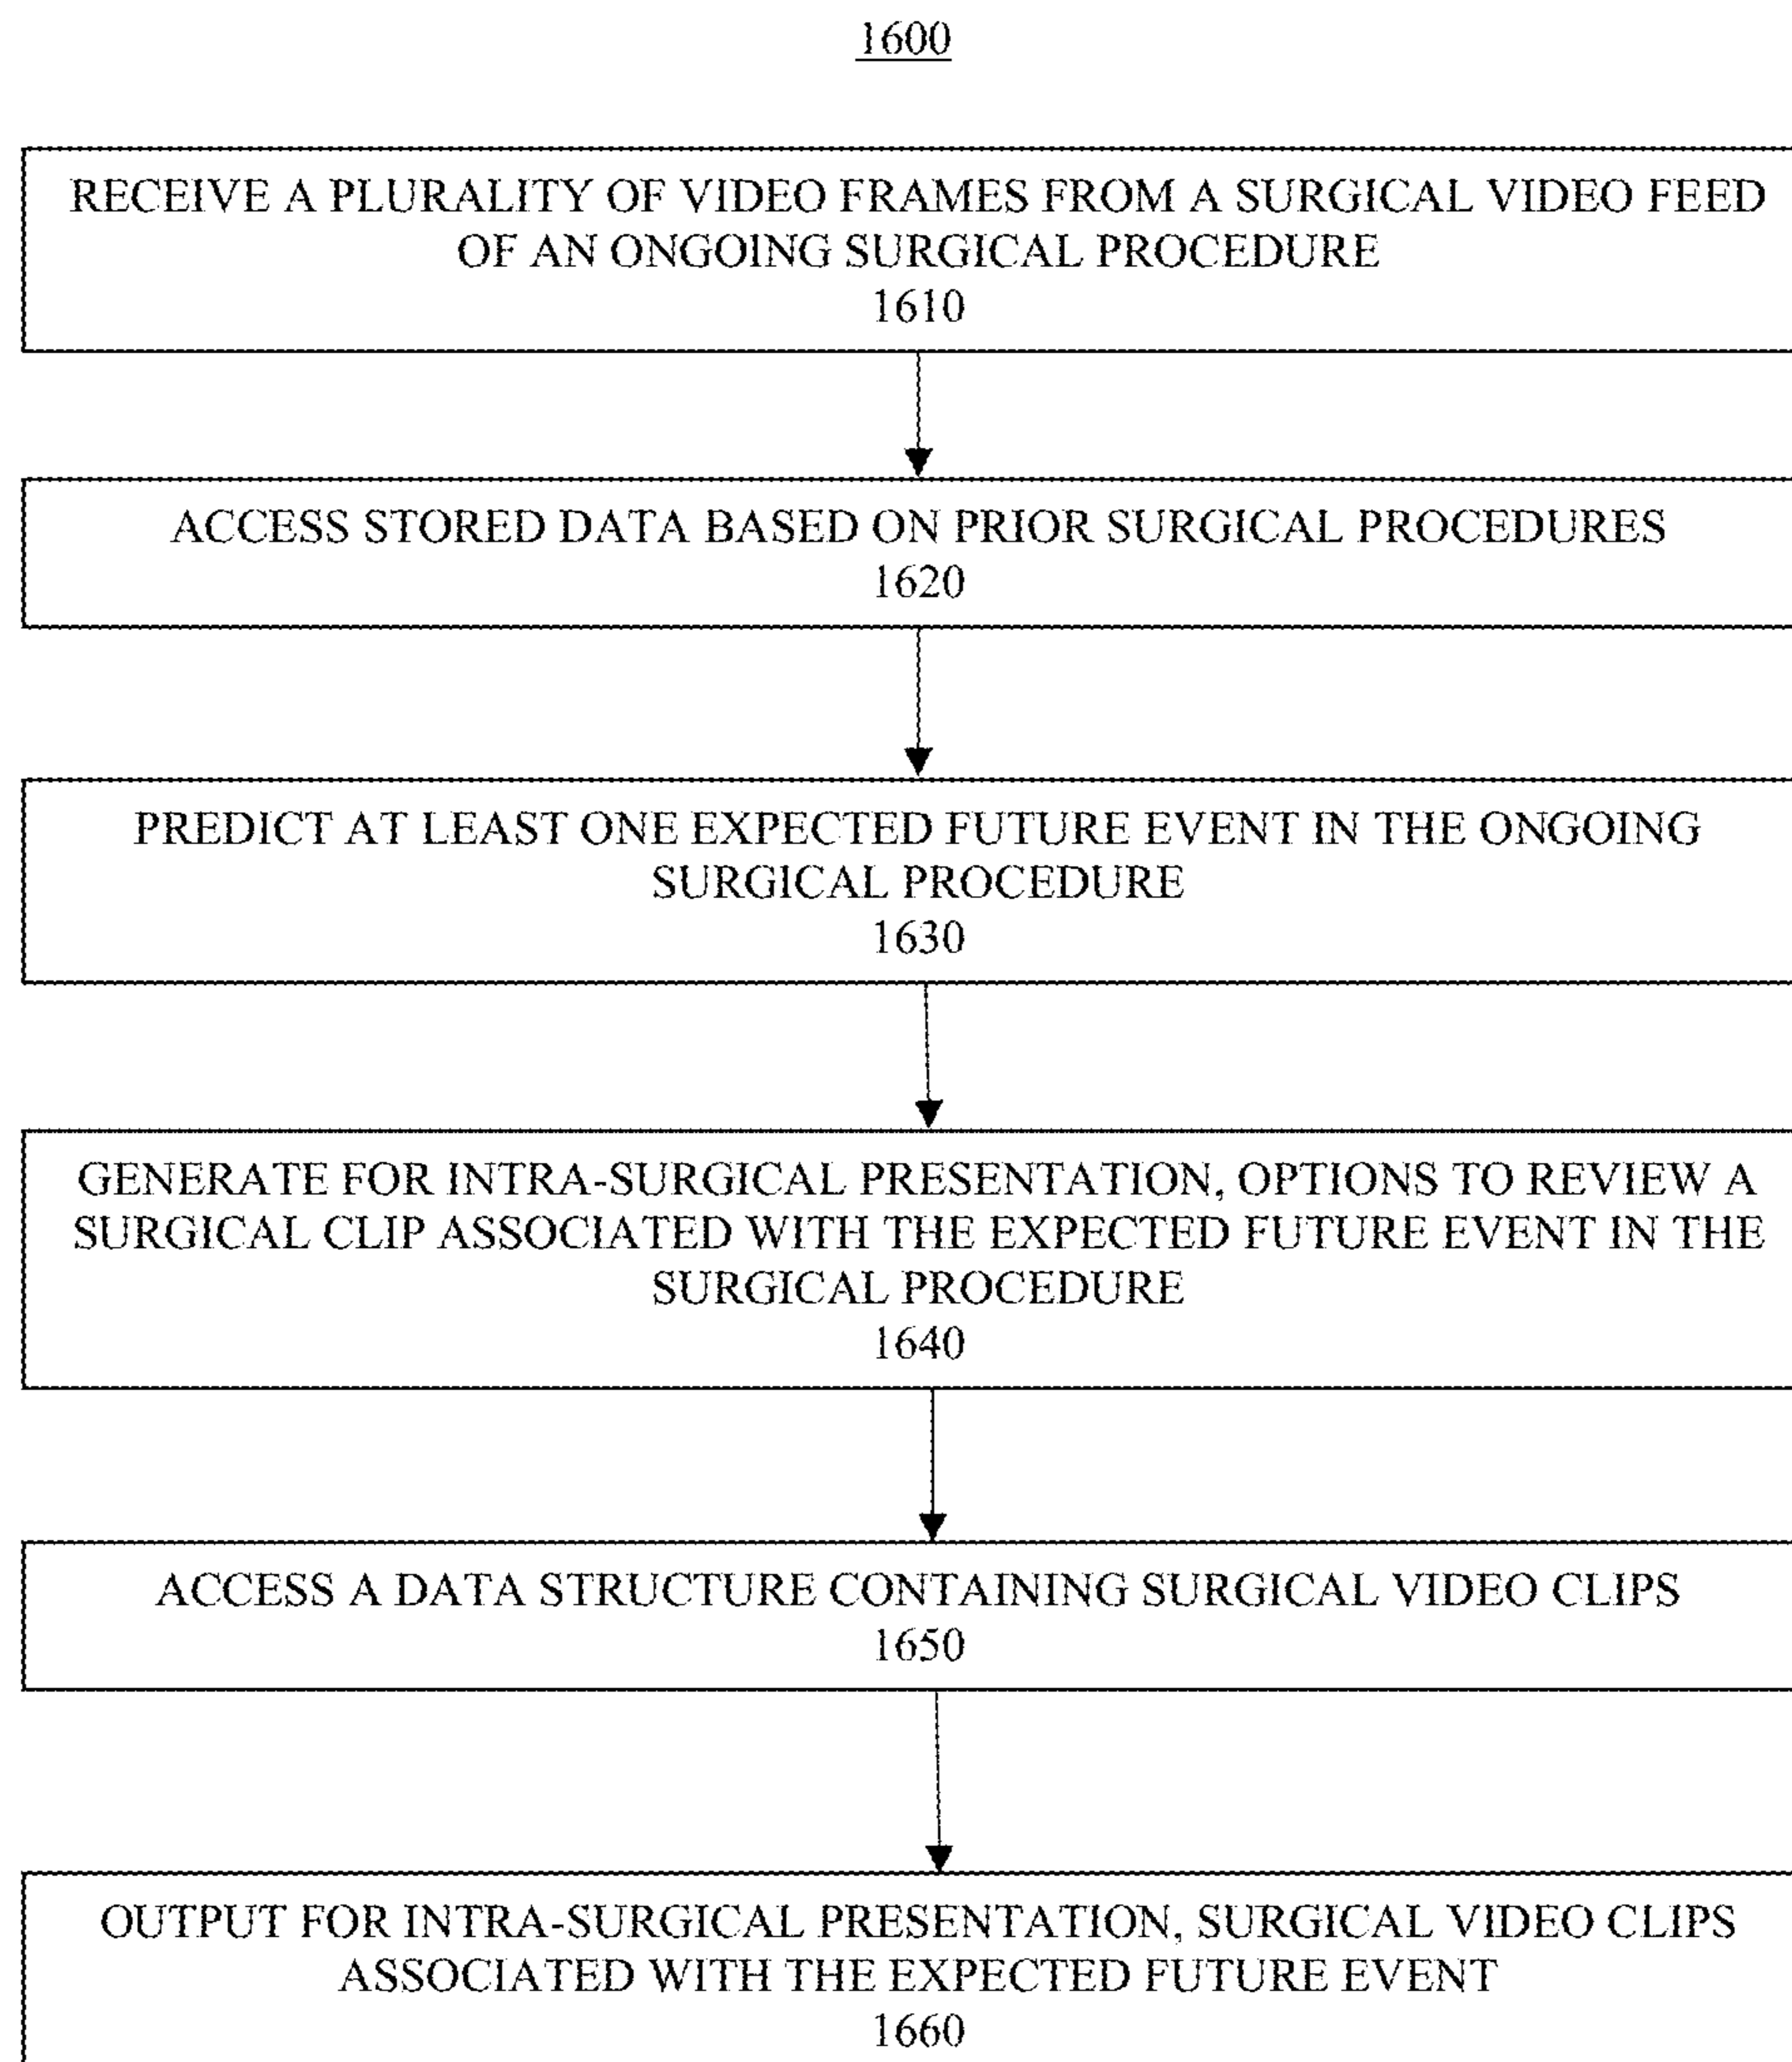 1600
RECEIVE A PLURALITY OF VIDEO FRAMES FROM A SURGICAL VIDEO FEED
OF AN ONGOING SURGICAL PROCEDURE
1610
ACCESS STORED DATA BASED ON PRIOR SURGICAL PROCEDURES
1620
PREDICT AT LEAST ONE EXPECTED FUTURE EVENT IN THE ONGOING
SURGICAL PROCEDURE
1630
GENERATE FOR INTRA-SURGICAL PRESENTATION, OPTIONS TO REVIEW A
SURGICAL CLIP ASSOCIATED WITH THE EXPECTED FUTURE EVENT IN THE
SURGICAL PROCEDURE
1640
ACCESS A DATA STRUCTURE CONTAINING SURGICAL VIDEO CLIPS
1650
OUTPUT FOR INTRA-SURGICAL PRESENTATION, SURGICAL VIDEO CLIPS
ASSOCIATED WITH THE EXPECTED FUTURE EVENT
1660